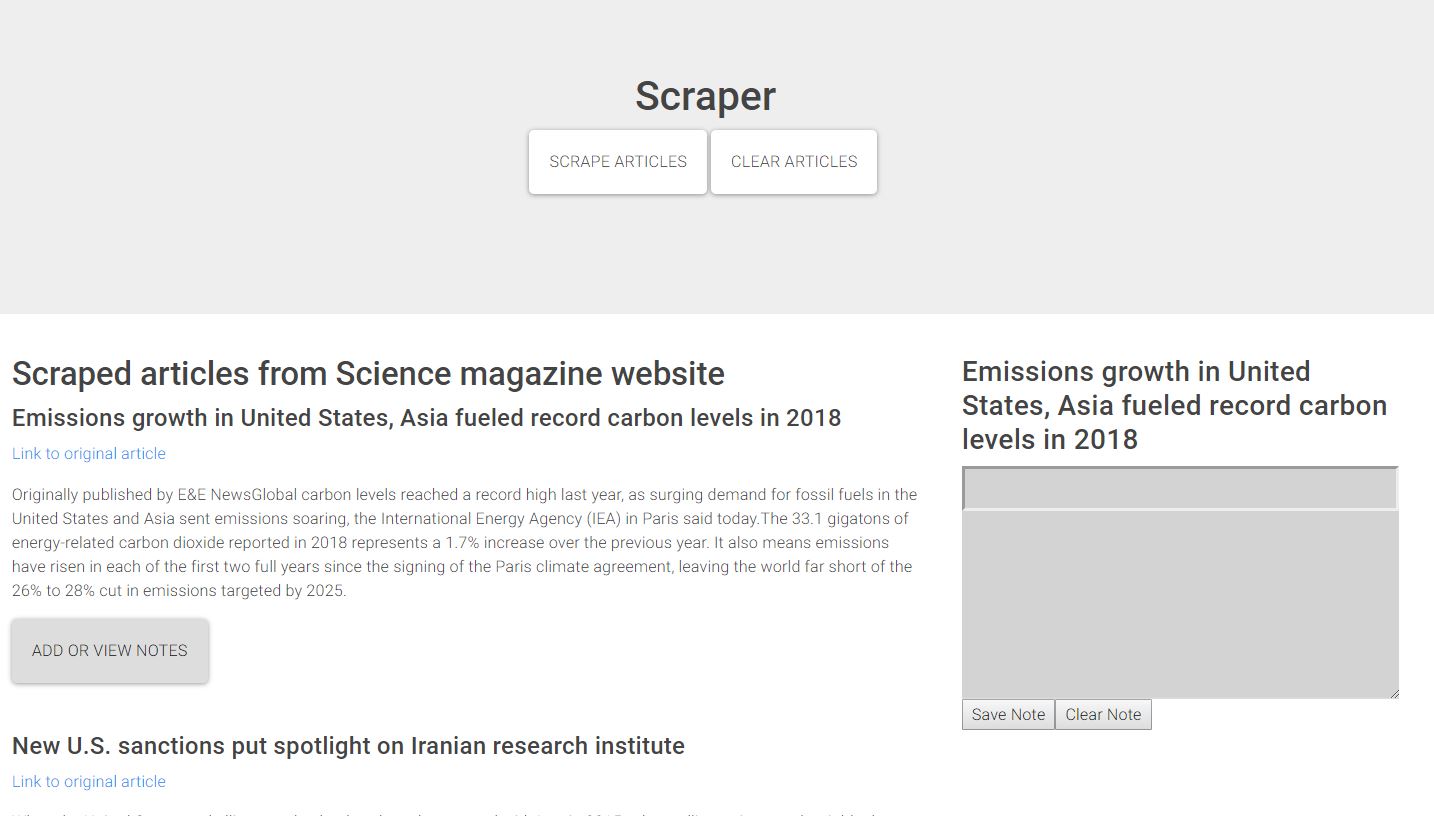 Scraper
SCRAPE ARTICLES
CLEAR ARTICLES
Scraped articles from Science magazine website
Emissions growth in United States, Asia fueled record carbon levels in 2018
Link to original article
Originally published by E&E NewsGlobal carbon levels reached a record high last year, as surging demand for fossil fuels in the
United States and Asia sent emissions soaring, the International Energy Agency (IEA) in Paris said today.The 33.1 gigatons of
energy-related carbon dioxide reported in 2018 represents a 1.7% increase over the previous year. It also means emissions
have risen in each of the first two full years since the signing of the Paris climate agreement, leaving the world far short of the
26% to 28% cut in emissions targeted by 2025.
ADD OR VIEW NOTES
New U.S. sanctions put spotlight on Iranian research institute
Link to original article
Emissions growth in United
States, Asia fueled record carbon
levels in 2018
Save Note
Clear Note